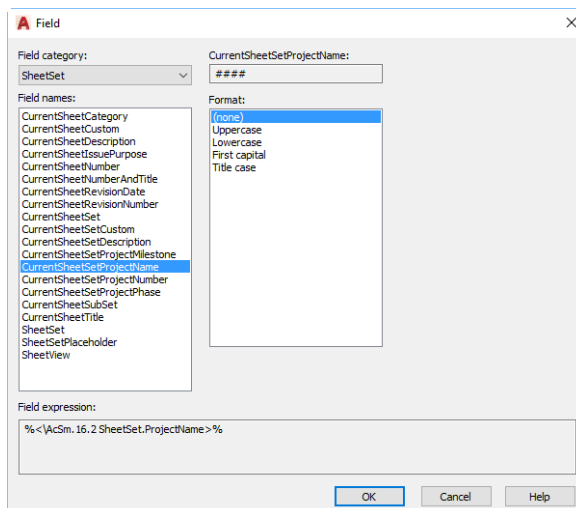 A Field
Field category:
SheetSet
Field names:
CurrentSheetCategory
CurrentSheetCustom
CurrentSheetDescription
CurrentSheetIssuePurpose
CurrentSheetNumber
CurrentSheetNumberAndTitle
CurrentSheetRevisionDate
CurrentSheetRevisionNumber
CurrentSheetSet
CurrentSheetSetCustom
CurrentSheetSetDescription
CurrentSheetSetProjectMilestone
CurrentSheetSetProjectName
CurrentSheetSetProjectNumber
CurrentSheetSetProjectPhase
CurrentSheetSubSet
CurrentSheetTitle
SheetSet
SheetSetPlaceholder
SheetView
CurrentSheetSetProjectName:
####
Format:
(none)
Uppercase
Lowercase
First capital
Title case
Field expression:
%<\AcSm.16.2 SheetSet.ProjectName>%
OK
Cancel
Help